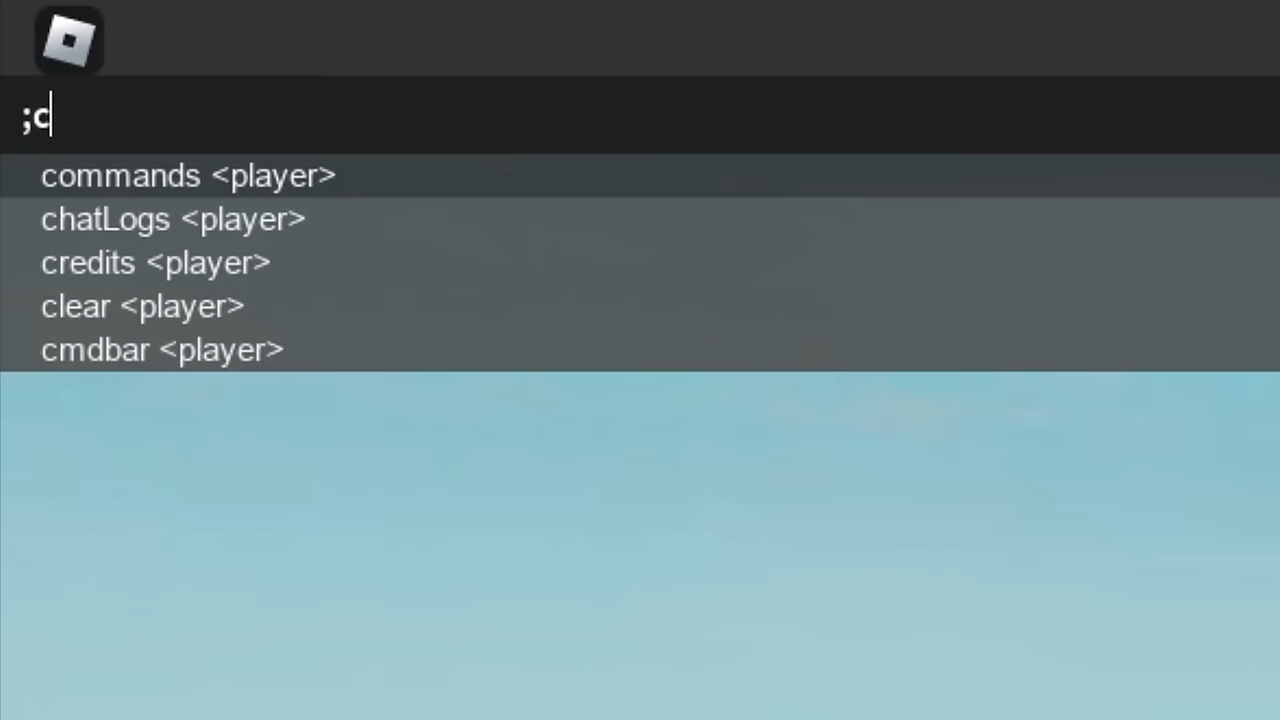 ;c
commands <player>
chatLogs <player>
credits <player>
clear <player>
cmdbar <player>